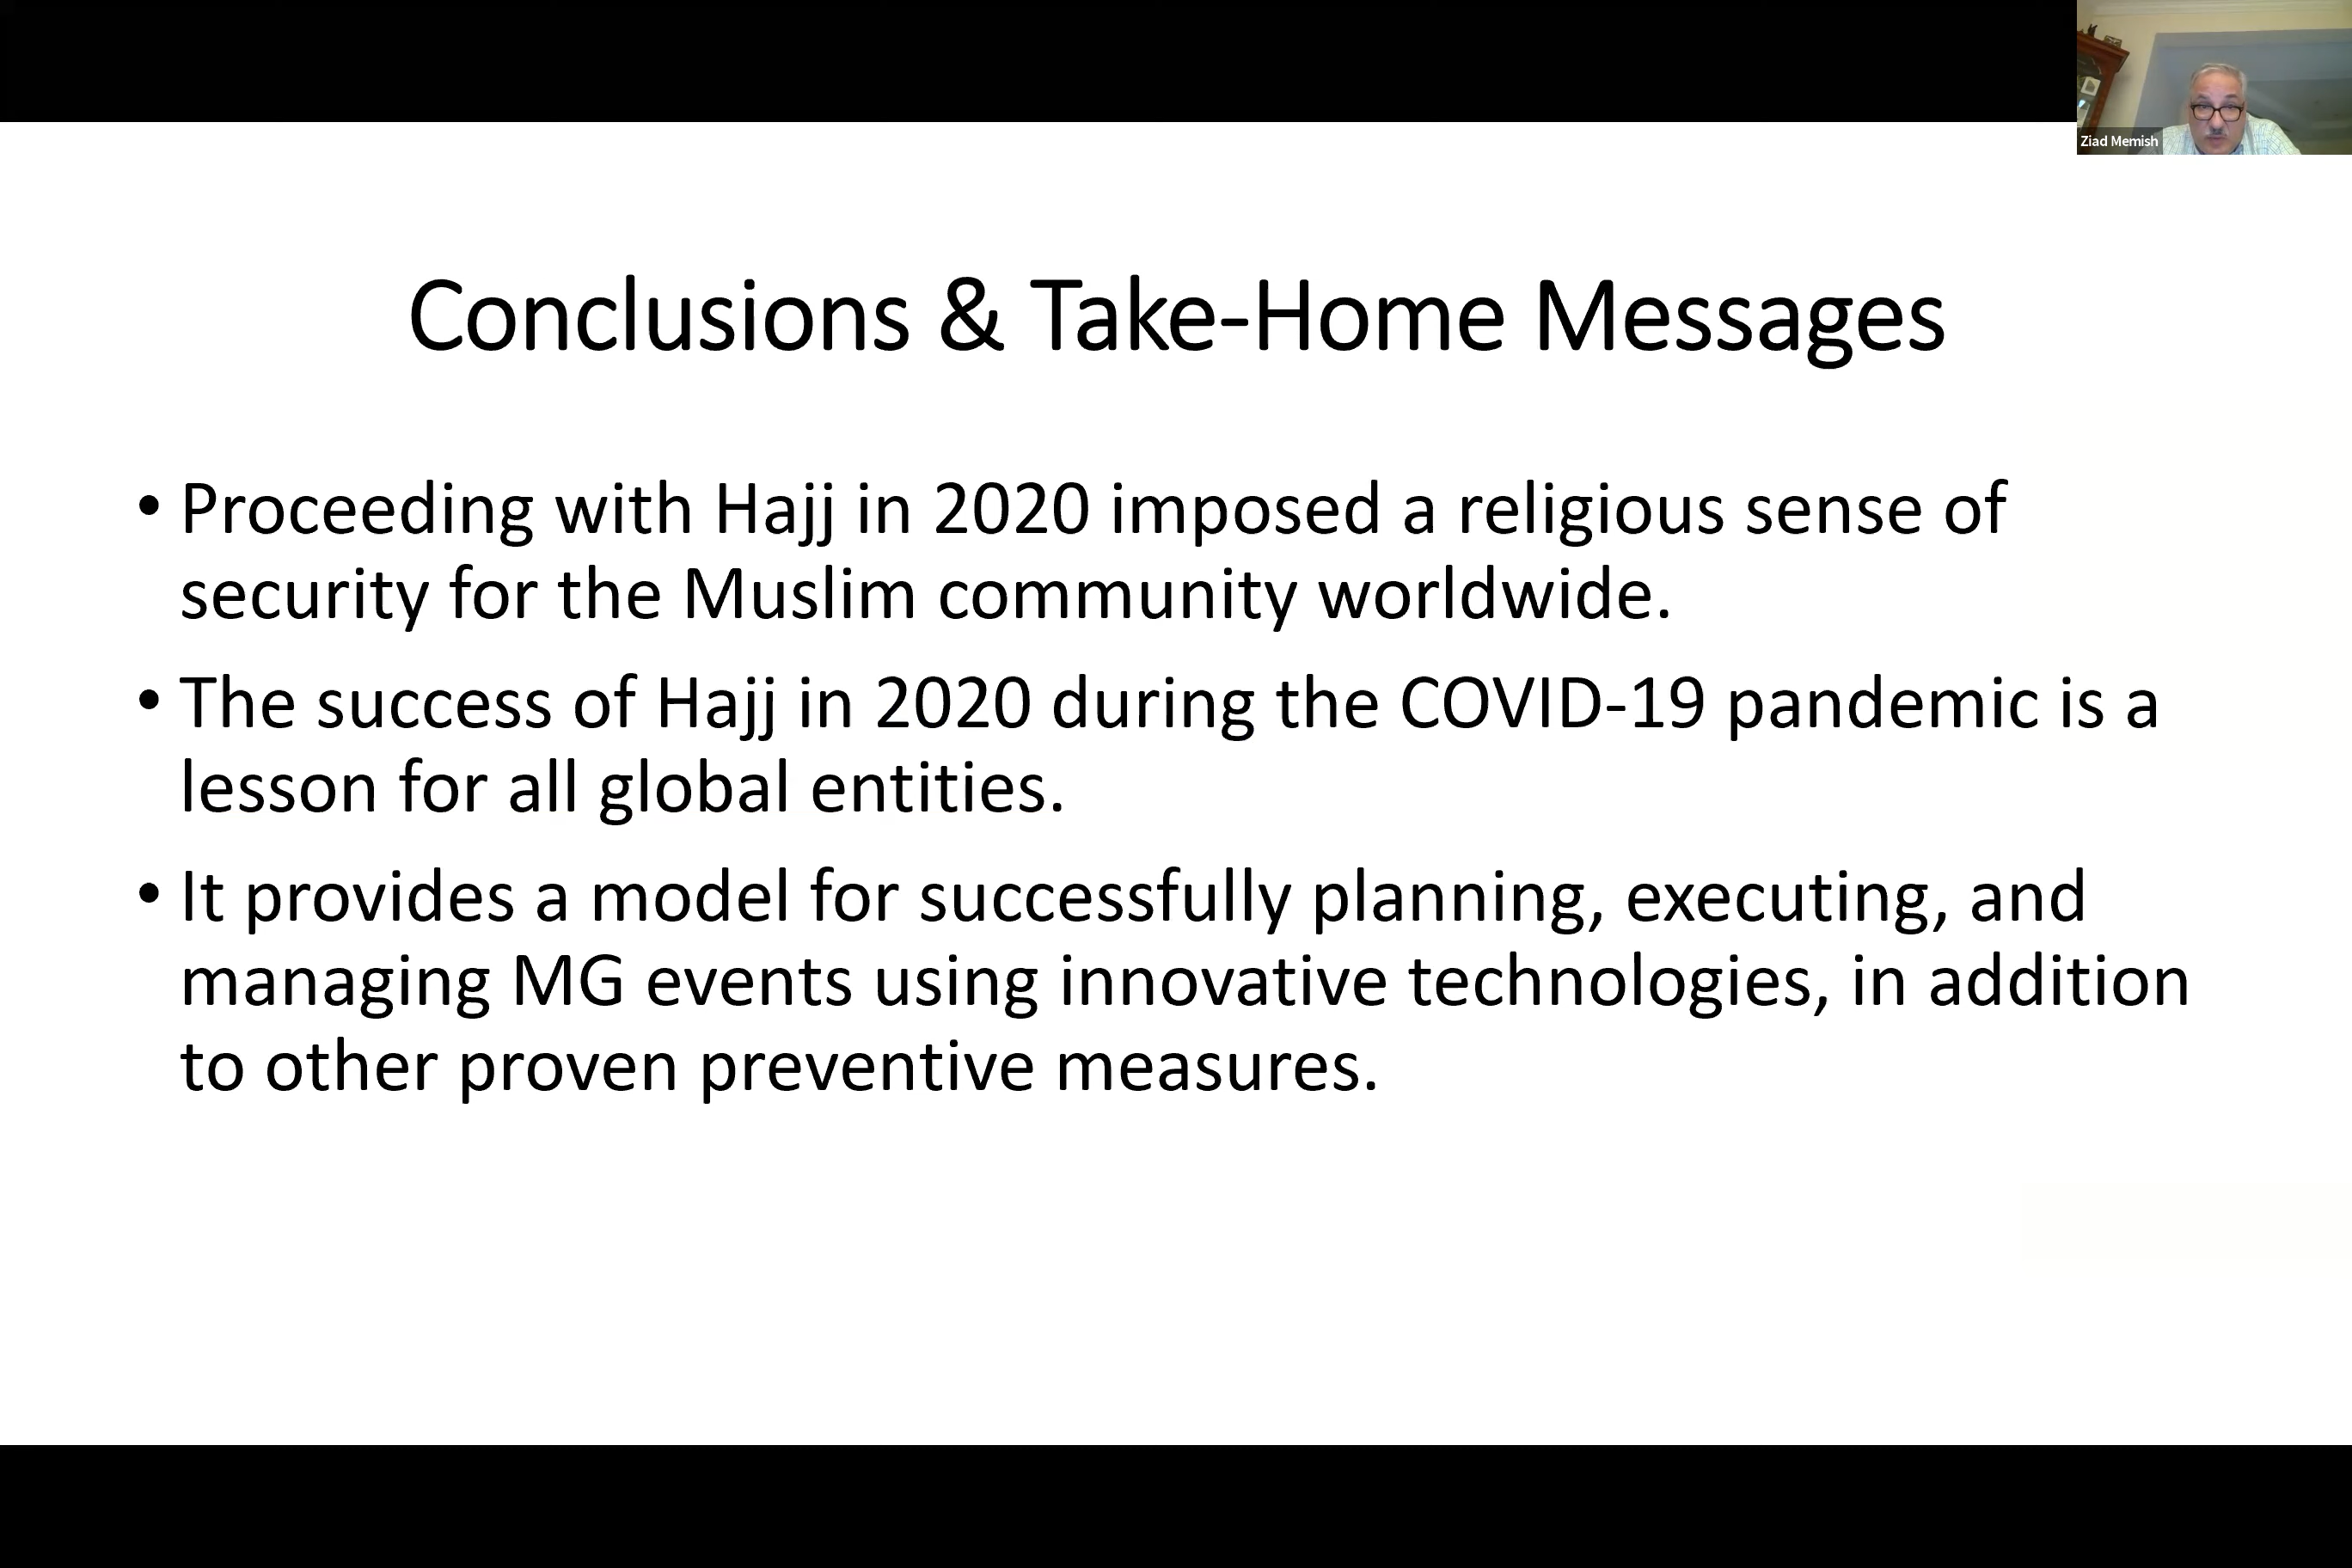 Ziad Memish
Conclusions & Take-Home Messages
• Proceeding with Hajj in 2020 imposed a religious sense of
security for the Muslim community worldwide.
• The success of Hajj in 2020 during the COVID-19 pandemic is a
lesson for all global entities.
• It provides a model for successfully planning, executing, and
managing MG events using innovative technologies, in addition
to other proven preventive measures.